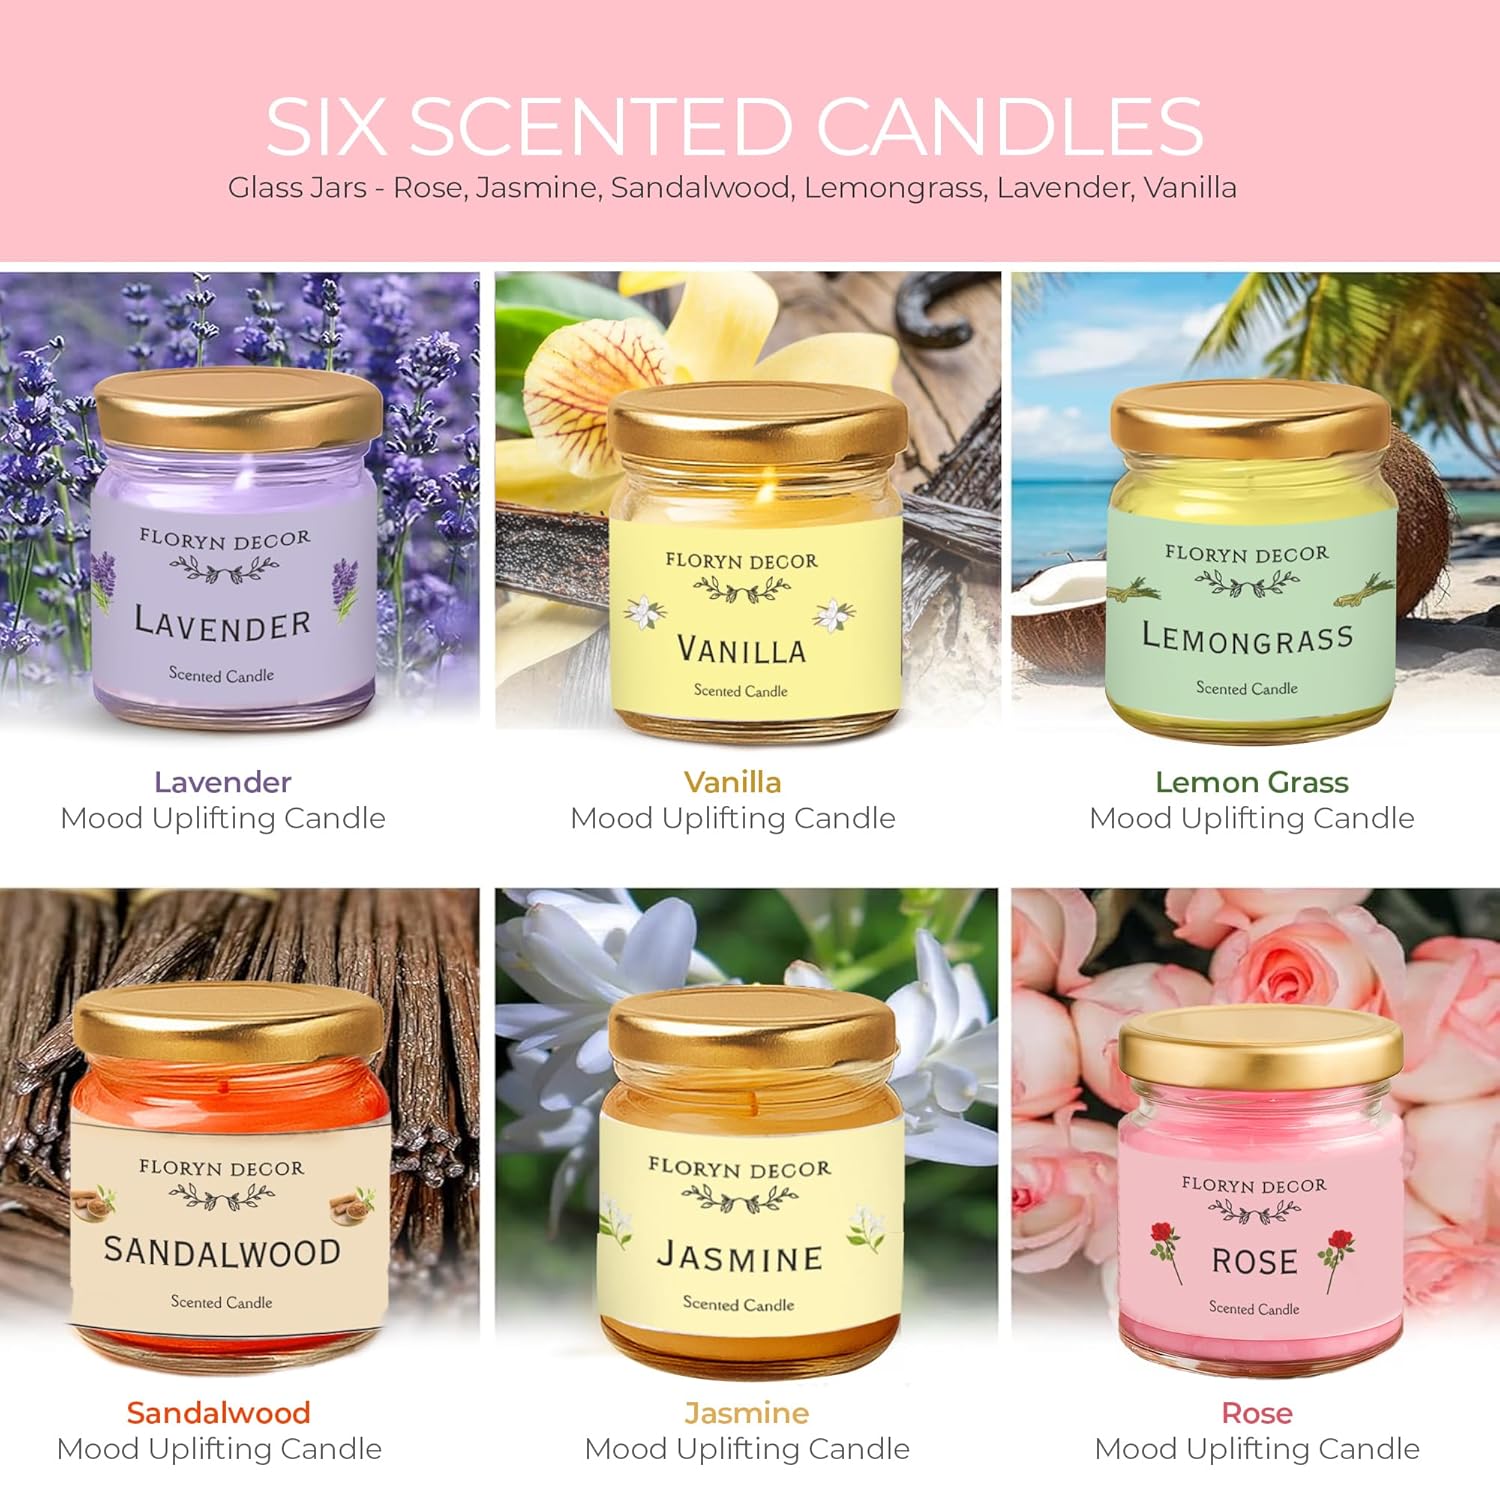 SIX SCENTED CANDLES
Glass Jars - Rose, Jasmine, Sandalwood, Lemongrass, Lavender, Vanilla
FLORYN DECOR
LAVENDER
Scented Candle
FLORYN DECOR
VANILLA
Scented Candle
FLORYN DECOR
LEMONGRASS
Scented Candle
Lavender
Mood Uplifting Candle
Vanilla
Mood Uplifting Candle
Lemon Grass
Mood Uplifting Candle
FLORYN DECOR
SANDALWOOD
Scented Candle
FLORYN DECOR
JASMINE
Scented Candle
FLORYN DECOR
ROSE
Scented Candle
Sandalwood
Mood Uplifting Candle
Jasmine
Mood Uplifting Candle
Rose
Mood Uplifting Candle